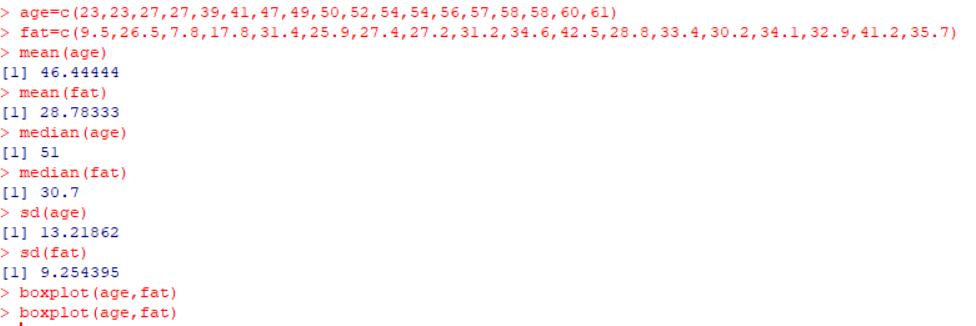 > age=c(23,23,27,27,39,41,47,49,50,52,54,54,56,57,58,58,60,61)
> fat=c(9.5,26.5,7.8,17.8,31.4,25.9,27.4,27.2,31.2,34.6,42.5,28.8,33.4,30.2,34.1,32.9,41.2,35.7)
> mean(age)
[1] 46.44444
> mean(fat)
[1] 28.78333
> median(age)
[1] 51
> median(fat)
[1] 30.7
> sd(age)
[1] 13.21862
> sd(fat)
[1] 9.254395
> boxplot(age,fat)
> boxplot(age,fat)